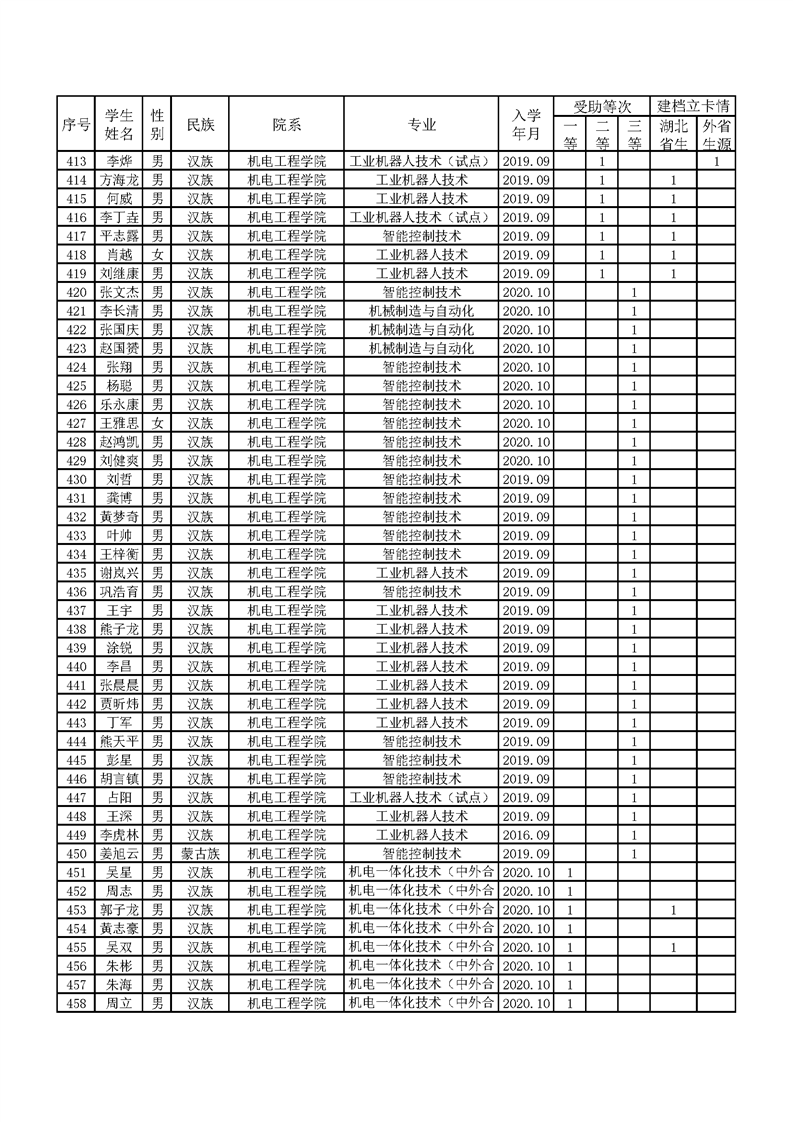 序号 学生姓名 性别 民族 院系 专业 入学年月 受助等次 建档立卡情
一等 二等 三等 湖北省生 外省生源
413 李烨 男 汉族 机电工程学院 工业机器人技术（试点） 2019.09 1 1
414 方海龙 男 汉族 机电工程学院 工业机器人技术 2019.09 1 1
415 何威 男 汉族 机电工程学院 工业机器人技术 2019.09 1 1
416 李丁垚 男 汉族 机电工程学院 工业机器人技术（试点） 2019.09 1 1
417 平志露 男 汉族 机电工程学院 智能控制技术 2019.09 1 1
418 肖越 女 汉族 机电工程学院 工业机器人技术 2019.09 1 1
419 刘继康 男 汉族 机电工程学院 工业机器人技术 2019.09 1 1
420 张文杰 男 汉族 机电工程学院 智能控制技术 2020.10 1
421 李长清 男 汉族 机电工程学院 机械制造与自动化 2020.10 1
422 张国庆 男 汉族 机电工程学院 机械制造与自动化 2020.10 1
423 赵国赟 男 汉族 机电工程学院 机械制造与自动化 2020.10 1
424 张翔 男 汉族 机电工程学院 智能控制技术 2020.10 1
425 杨聪 男 汉族 机电工程学院 智能控制技术 2020.10 1
426 乐永康 男 汉族 机电工程学院 智能控制技术 2020.10 1
427 王雅思 女 汉族 机电工程学院 智能控制技术 2020.10 1
428 赵鸿凯 男 汉族 机电工程学院 智能控制技术 2020.10 1
429 刘健爽 男 汉族 机电工程学院 智能控制技术 2020.10 1
430 刘哲 男 汉族 机电工程学院 智能控制技术 2019.09 1
431 龚博 男 汉族 机电工程学院 智能控制技术 2019.09 1
432 黄梦奇 男 汉族 机电工程学院 智能控制技术 2019.09 1
433 叶帅 男 汉族 机电工程学院 智能控制技术 2019.09 1
434 王梓衡 男 汉族 机电工程学院 智能控制技术 2019.09 1
435 谢岚兴 男 汉族 机电工程学院 工业机器人技术 2019.09 1
436 巩浩育 男 汉族 机电工程学院 智能控制技术 2019.09 1
437 王宇 男 汉族 机电工程学院 工业机器人技术 2019.09 1
438 熊子龙 男 汉族 机电工程学院 工业机器人技术 2019.09 1
439 涂锐 男 汉族 机电工程学院 工业机器人技术 2019.09 1
440 李昌 男 汉族 机电工程学院 工业机器人技术 2019.09 1
441 张晨晨 男 汉族 机电工程学院 工业机器人技术 2019.09 1
442 贾昕炜 男 汉族 机电工程学院 工业机器人技术 2019.09 1
443 丁军 男 汉族 机电工程学院 工业机器人技术 2019.09 1
444 熊天平 男 汉族 机电工程学院 智能控制技术 2019.09 1
445 彭星 男 汉族 机电工程学院 智能控制技术 2019.09 1
446 胡言镇 男 汉族 机电工程学院 智能控制技术 2019.09 1
447 占阳 男 汉族 机电工程学院 工业机器人技术（试点） 2019.09 1
448 王深 男 汉族 机电工程学院 工业机器人技术 2019.09 1
449 李虎林 男 汉族 机电工程学院 工业机器人技术 2016.09 1
450 姜旭云 男 蒙古族 机电工程学院 智能控制技术 2019.09 1
451 吴星 男 汉族 机电工程学院 机电一体化技术（中外合 2020.10 1
452 周志 男 汉族 机电工程学院 机电一体化技术（中外合 2020.10 1
453 郭子龙 男 汉族 机电工程学院 机电一体化技术（中外合 2020.10 1 1
454 黄志豪 男 汉族 机电工程学院 机电一体化技术（中外合 2020.10 1
455 吴双 男 汉族 机电工程学院 机电一体化技术（中外合 2020.10 1 1
456 朱彬 男 汉族 机电工程学院 机电一体化技术（中外合 2020.10 1
457 朱海 男 汉族 机电工程学院 机电一体化技术（中外合 2020.10 1
458 周立 男 汉族 机电工程学院 机电一体化技术（中外合 2020.10 1